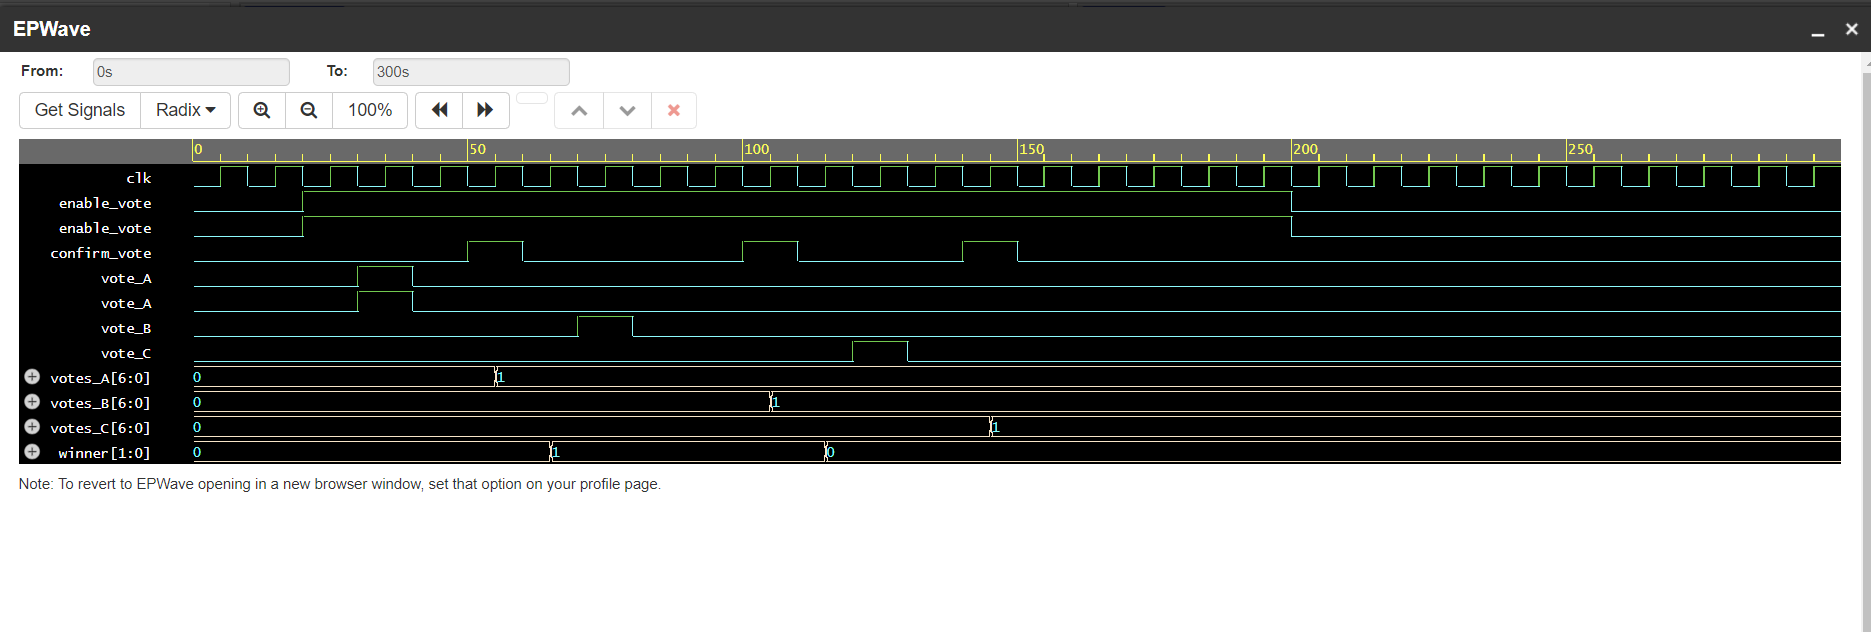 EPWave
From: 0s To: 300s
Get Signals Radix 100%
0 50 100 150 200 250
clk
enable_vote
enable_vote
confirm_vote
vote_A
vote_A
vote_B
vote_C
votes_A[6:0] 0 1
votes_B[6:0] 0 1
votes_C[6:0] 0 1
winner[1:0] 0 1 0
Note: To revert to EPWave opening in a new browser window, set that option on your profile page.